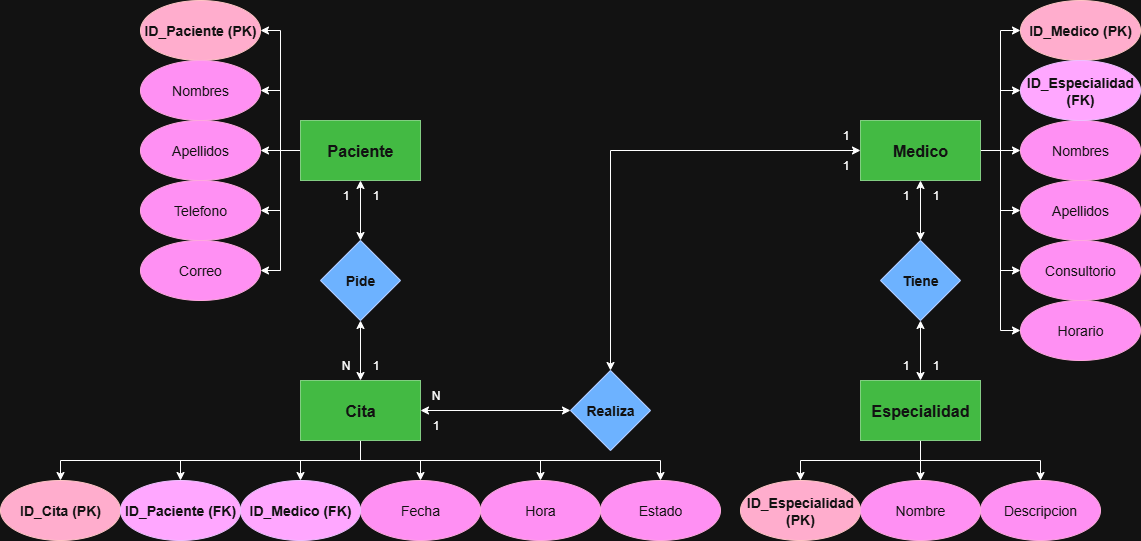 ID_Paciente (PK)
Nombres
Apellidos
Telefono
Correo
Paciente
1 1
Pide
N 1
Cita
N
1
Realiza
1
1
Medico
1 1
Tiene
1 1
Especialidad
ID_Medico (PK)
ID_Especialidad
(FK)
Nombres
Apellidos
Consultorio
Horario
ID_Cita (PK)
ID_Paciente (FK)
ID_Medico (FK)
Fecha
Hora
Estado
ID_Especialidad
(PK)
Nombre
Descripcion